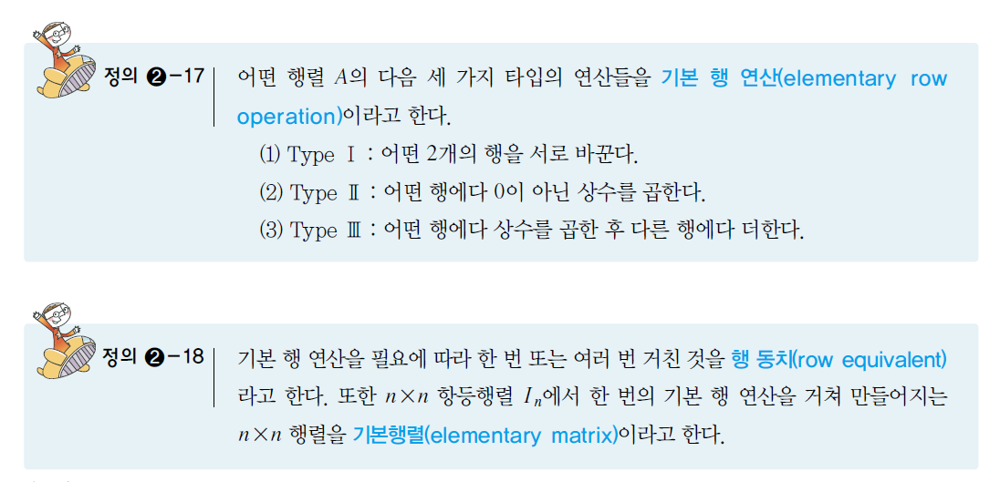 정의 ❷-17 어떤 행렬 A의 다음 세 가지 타입의 연산들을 기본 행 연산(elementary row
operation)이라고 한다.
(1) Type Ⅰ : 어떤 2개의 행을 서로 바꾼다.
(2) Type Ⅱ : 어떤 행에다 0이 아닌 상수를 곱한다.
(3) Type Ⅲ : 어떤 행에다 상수를 곱한 후 다른 행에다 더한다.
정의 ❷-18 기본 행 연산을 필요에 따라 한 번 또는 여러 번 거친 것을 행 동치(row equivalent)
라고 한다. 또한 n×n 항등행렬 Iₙ에서 한 번의 기본 행 연산을 거쳐 만들어지는
n×n 행렬을 기본행렬(elementary matrix)이라고 한다.